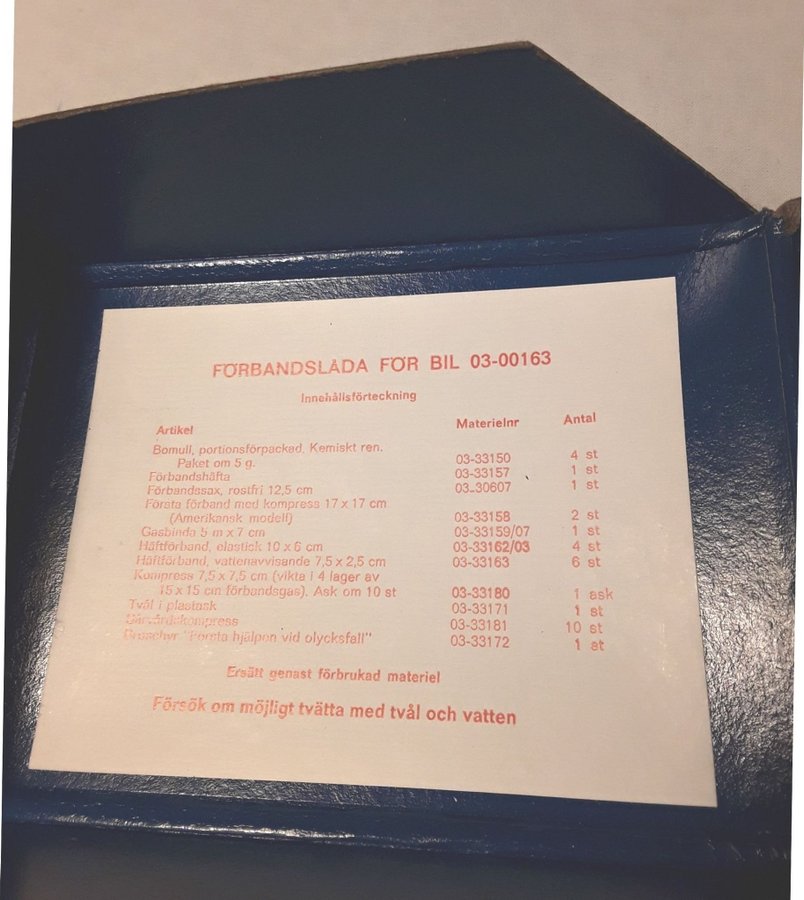 FÖRBANDSLÅDA FÖR BIL 03-00163
Innehållsförteckning
Artikel Materielnr Antal
Bomull, portionsförpackad, Kemiskt ren.
Paket om 5 g. 03-33150 4 st
Förbandshäfta 03-33157 1 st
Förbandssax, rostfri 12,5 cm 03-30607 1 st
Första förband med kompress 17 x 17 cm
(Amerikansk modell) 03-33158 2 st
Gasbinda 5 m x 7 cm 03-33159/07 1 st
Häftförband, elastisk 10 x 6 cm 03-33162/03 4 st
Häftförband, vattenavvisande 7,5 x 2,5 cm 03-33163 6 st
Kompress 7,5 x 7,5 cm (vikta i 4 lager av
15 x 15 cm förbandsgas). Ask om 10 st 03-33180 1 ask
Tvål i plastask 03-33171 1 st
Sårvårdskompress 03-33181 10 st
Broschyr "Första hjälpen vid olycksfall" 03-33172 1 st
Ersätt genast förbrukad materiel
Försök om möjligt tvätta med tvål och vatten